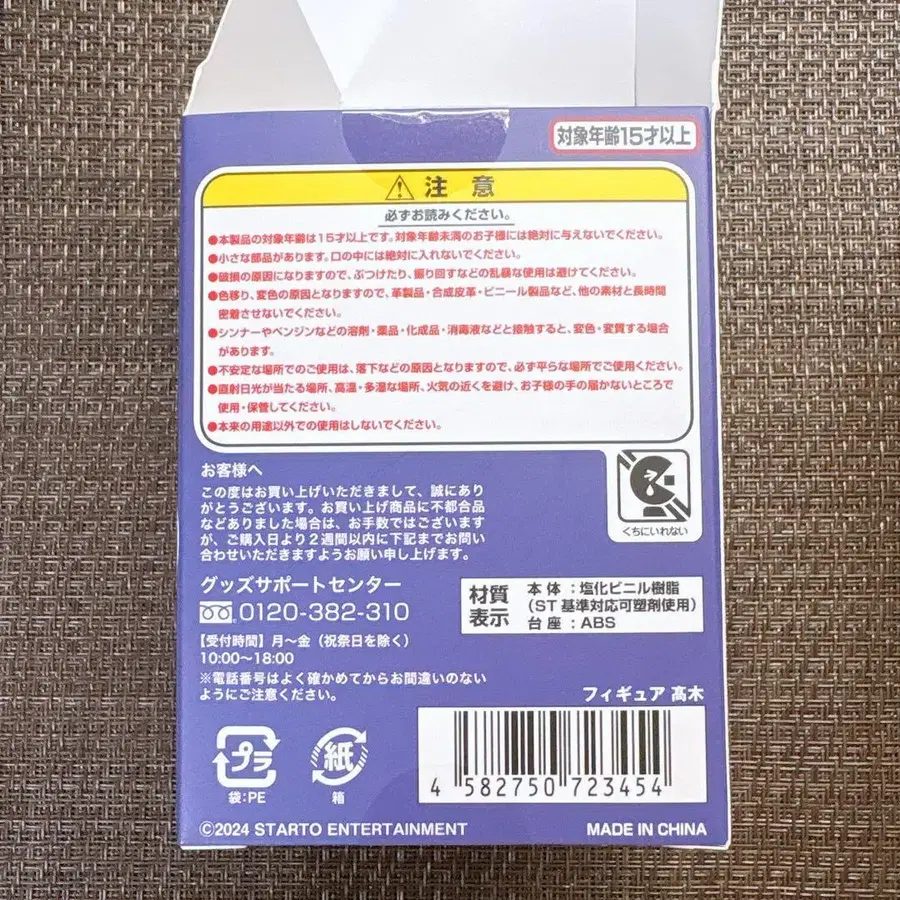 対象年齢15才以上
注意
必ずお読みください。
●本製品の対象年齢は15才以上です。対象年齢未満のお子様には絶対に与えないでください。
●小さな部品があります。口の中には絶対に入れないでください。
●破損の原因になりますので、ぶつけたり、振り回すなどの乱暴な使用は避けてください。
●色移り、変色の原因となりますので、革製品・合成皮革・ビニール製品など、他の素材と長時間
密着させないでください。
●シンナーやベンジンなどの溶剤・薬品・化成品・消毒液などと接触すると、変色・変質する場合
があります。
●不安定な場所でのご使用は、落下などの原因となりますので、必ず平らな場所でご使用ください。
●直射日光が当たる場所、高温・多湿な場所、火気の近くを避け、お子様の手の届かないところで
使用・保管してください。
●本来の用途以外での使用はしないでください。
お客様へ
この度はお買い上げいただきまして、誠にあり
がとうございます。お買い上げ商品に不都合品
などありました場合は、お手数ではございます
が、ご購入日より2週間以内に下記までお問い
合わせいただきますようお願い申し上げます。
くちにいれない
グッズサポートセンター
0120-382-310
【受付時間】月〜金(祝祭日を除く)
10:00〜18:00
※電話番号はよく確かめてからお間違いのない
ようにご注意ください。
材質
表示
本体:塩化ビニル樹脂
(ST基準対応可塑剤使用)
台座:ABS
フィギュア 髙木
プラ
袋:PE
紙
箱
4 582750 723454
©2024 STARTO ENTERTAINMENT
MADE IN CHINA